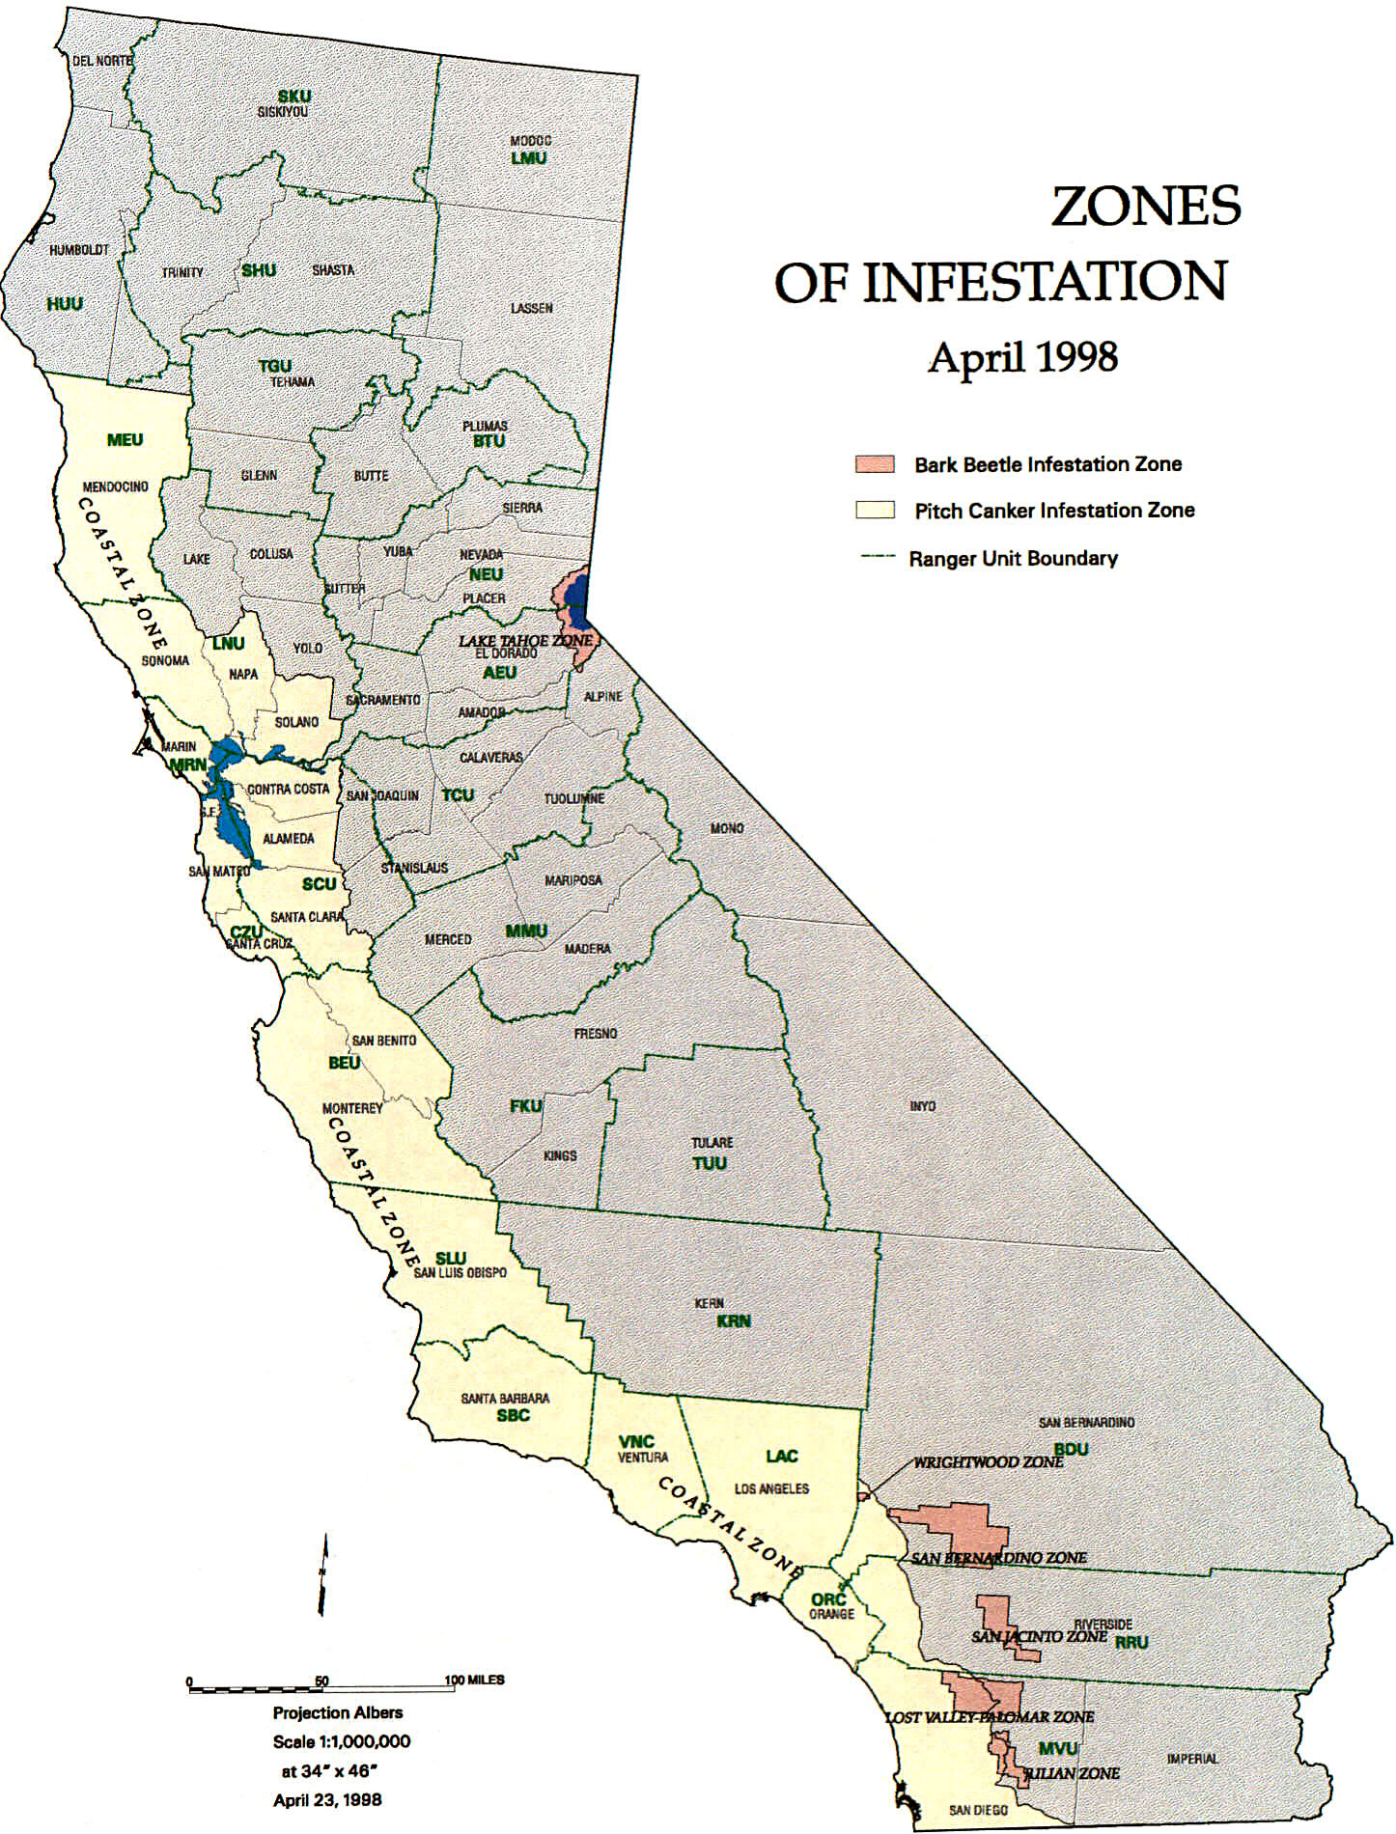 ZONES
OF INFESTATION
April 1998
Bark Beetle Infestation Zone
Pitch Canker Infestation Zone
Ranger Unit Boundary
DEL NORTE
SKU
SISKIYOU
MODOC
LMU
HUMBOLDT
HUU
TRINITY
SHU
SHASTA
LASSEN
TGU
TEHAMA
PLUMAS
BTU
MEU
MENDOCINO
GLENN
BUTTE
SIERRA
COASTAL ZONE
LAKE
COLUSA
YUBA
NEVADA
NEU
SUTTER
PLACER
LAKE TAHOE ZONE
EL DORADO
AEU
LNU
YOLO
SONOMA
NAPA
SACRAMENTO
ALPINE
AMADOR
SOLANO
MARIN
MRN
CALAVERAS
CONTRA COSTA
SAN JOAQUIN
TCU
TUOLUMNE
S.F.
ALAMEDA
MONO
SAN MATEO
STANISLAUS
SCU
MARIPOSA
SANTA CLARA
CZU
SANTA CRUZ
MERCED
MMU
MADERA
FRESNO
SAN BENITO
BEU
MONTEREY
FKU
INYO
COASTAL ZONE
KINGS
TULARE
TUU
SLU
SAN LUIS OBISPO
KERN
KRN
SANTA BARBARA
SBC
VNC
VENTURA
LAC
LOS ANGELES
COASTAL ZONE
SAN BERNARDINO
BDU
WRIGHTWOOD ZONE
SAN BERNARDINO ZONE
ORC
ORANGE
RIVERSIDE
RRU
SAN JACINTO ZONE
LOST VALLEY-PALOMAR ZONE
MVU
JULIAN ZONE
IMPERIAL
SAN DIEGO
N
0 50 100 MILES
Projection Albers
Scale 1:1,000,000
at 34" x 46"
April 23, 1998